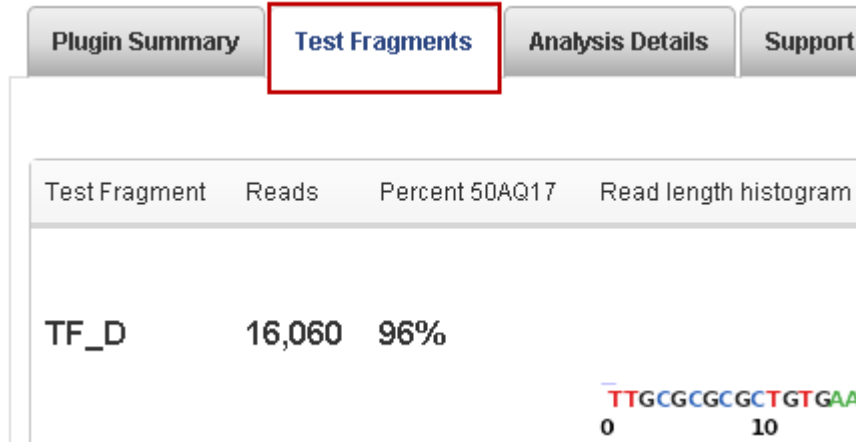 Plugin Summary Test Fragments Analysis Details Support
Test Fragment Reads Percent 50AQ17 Read length histogram
TF_D 16,060 96%
TTGCGCGCGCTGTGAA
0 10